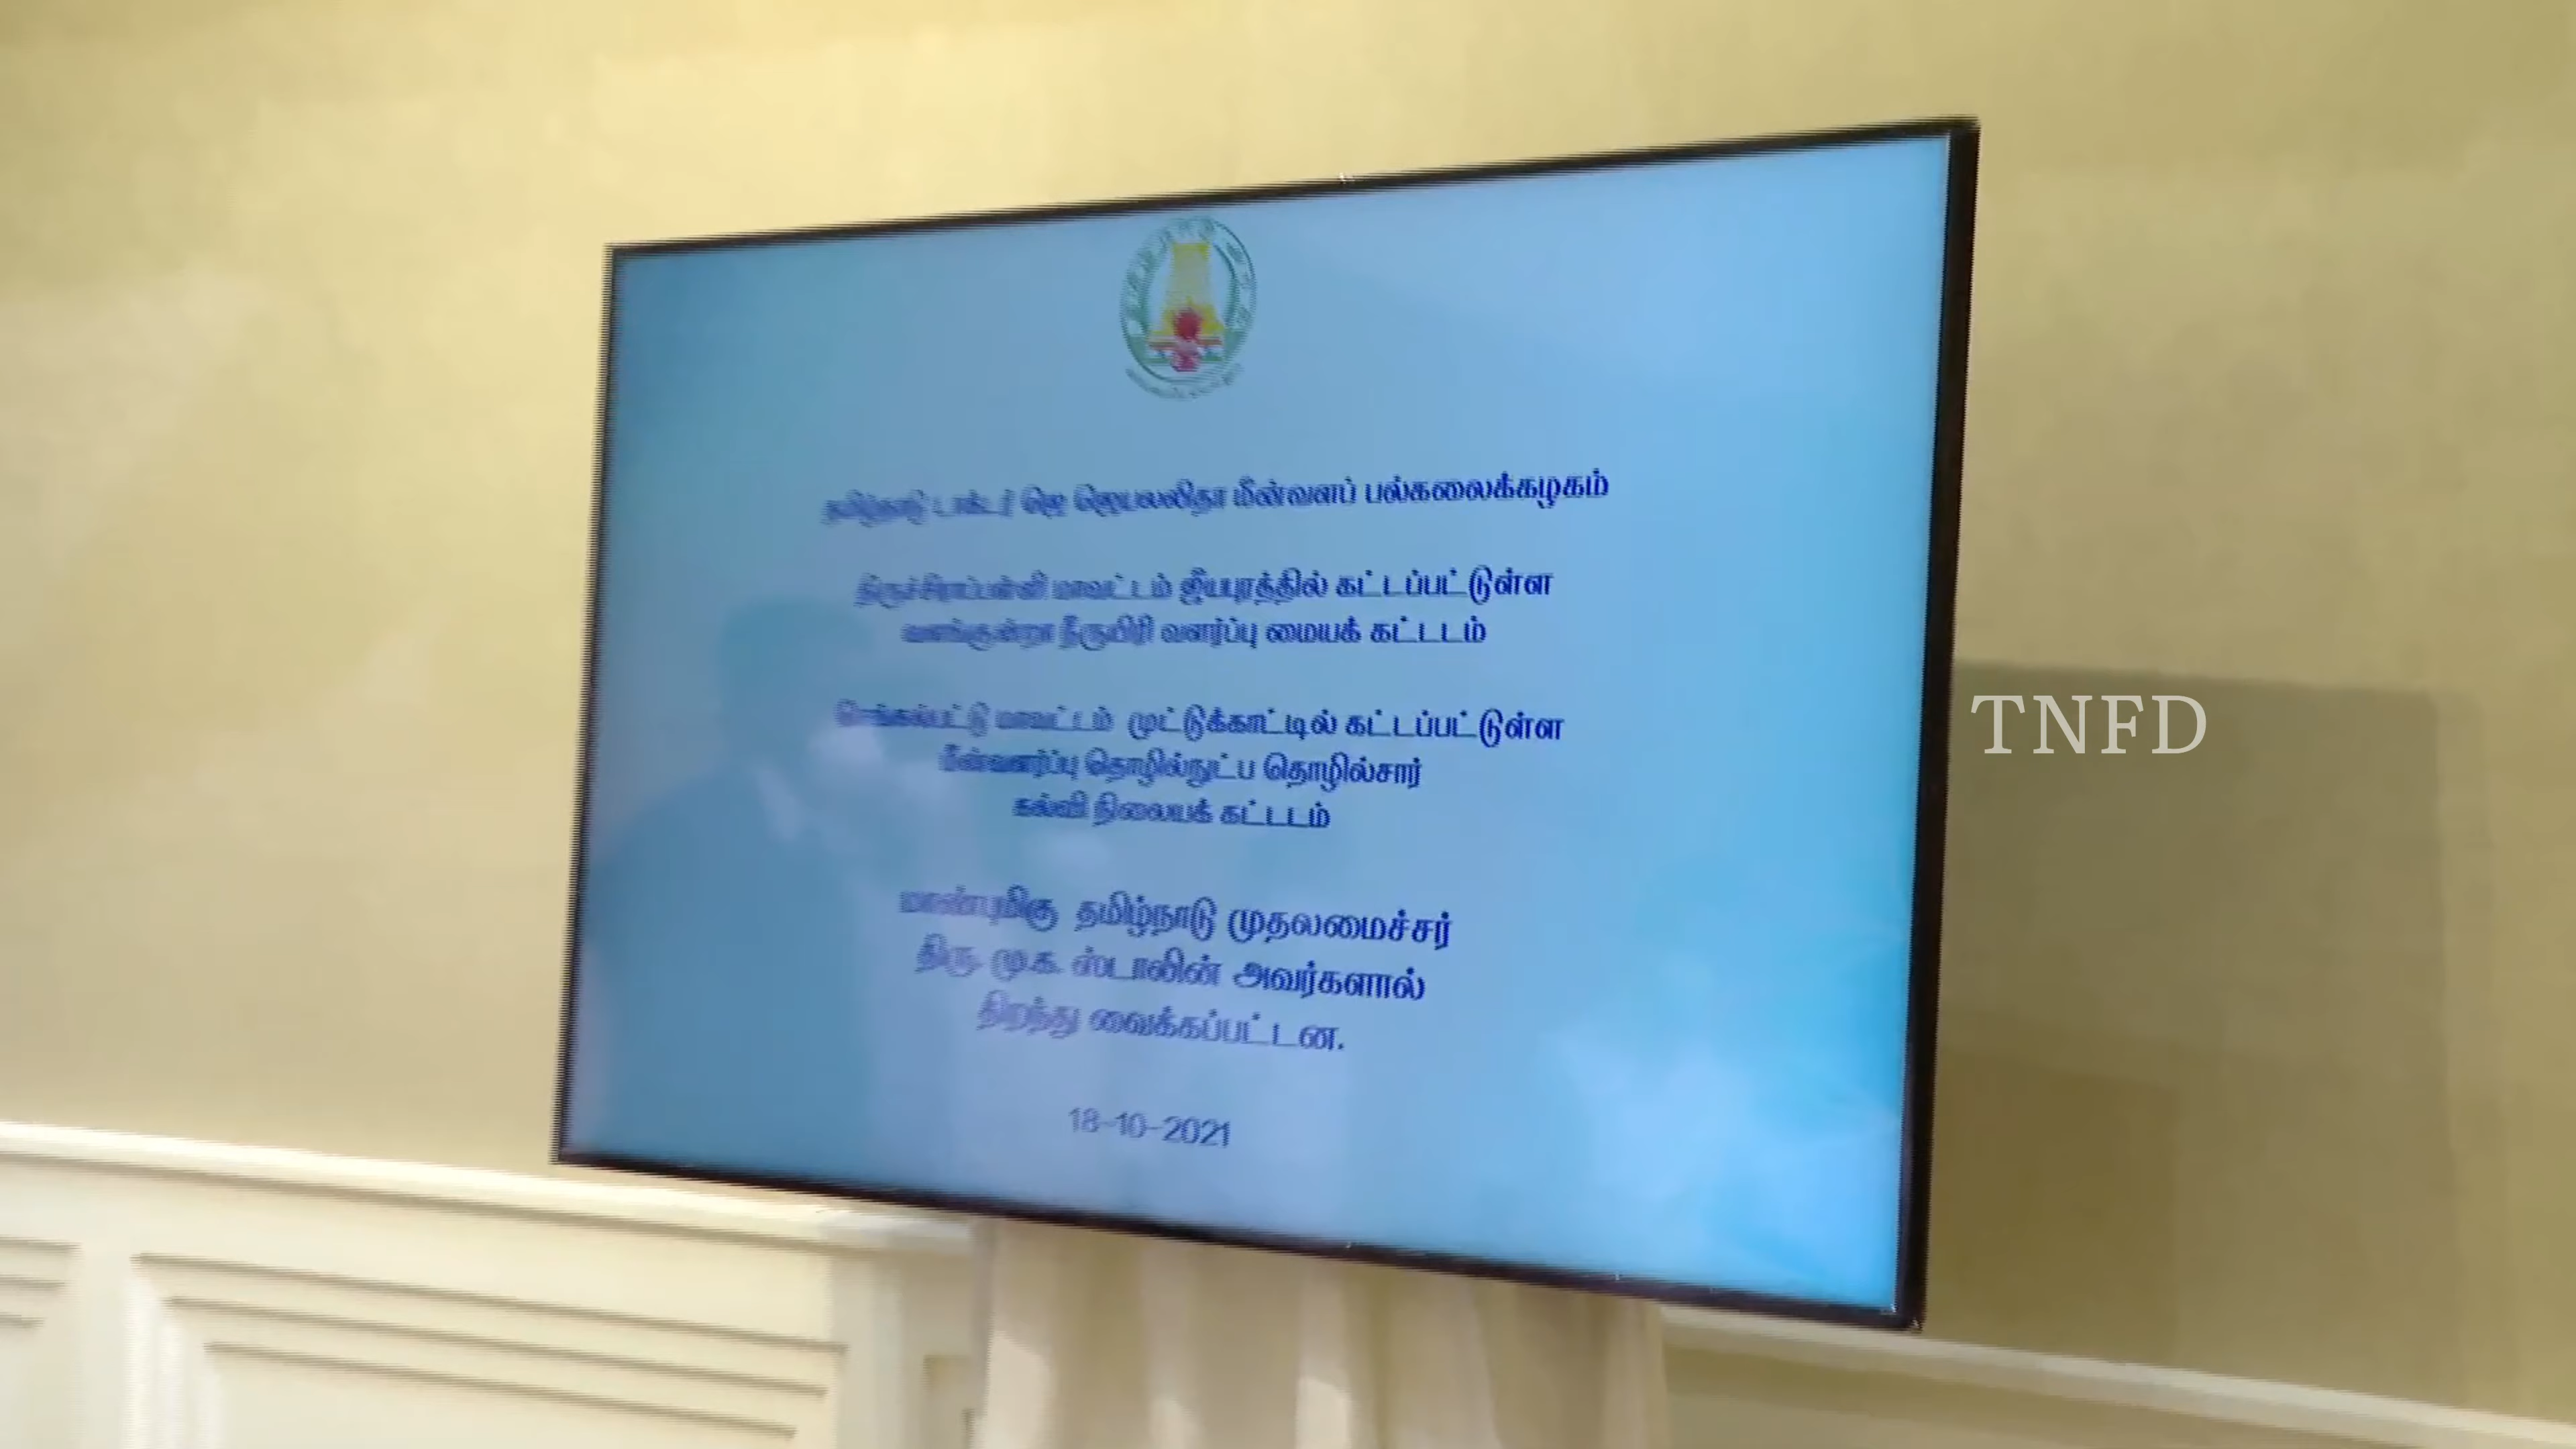 தமிழ்நாடு டாக்டர் ஜெ ஜெயலலிதா மீன்வளப் பல்கலைக்கழகம்
திருச்சிராப்பள்ளி மாவட்டம் ஜீயபுரத்தில் கட்டப்பட்டுள்ள
வளங்குன்றா நீருயிரி வளர்ப்பு மையக் கட்டடம்
செங்கல்பட்டு மாவட்டம் முட்டுக்காட்டில் கட்டப்பட்டுள்ள
மீன்வளர்ப்பு தொழில்நுட்ப தொழில்சார்
கல்வி நிலையக் கட்டடம்
மாண்புமிகு தமிழ்நாடு முதலமைச்சர்
திரு. மு.க. ஸ்டாலின் அவர்களால்
திறந்து வைக்கப்பட்டன.
18-10-2021
TNFD